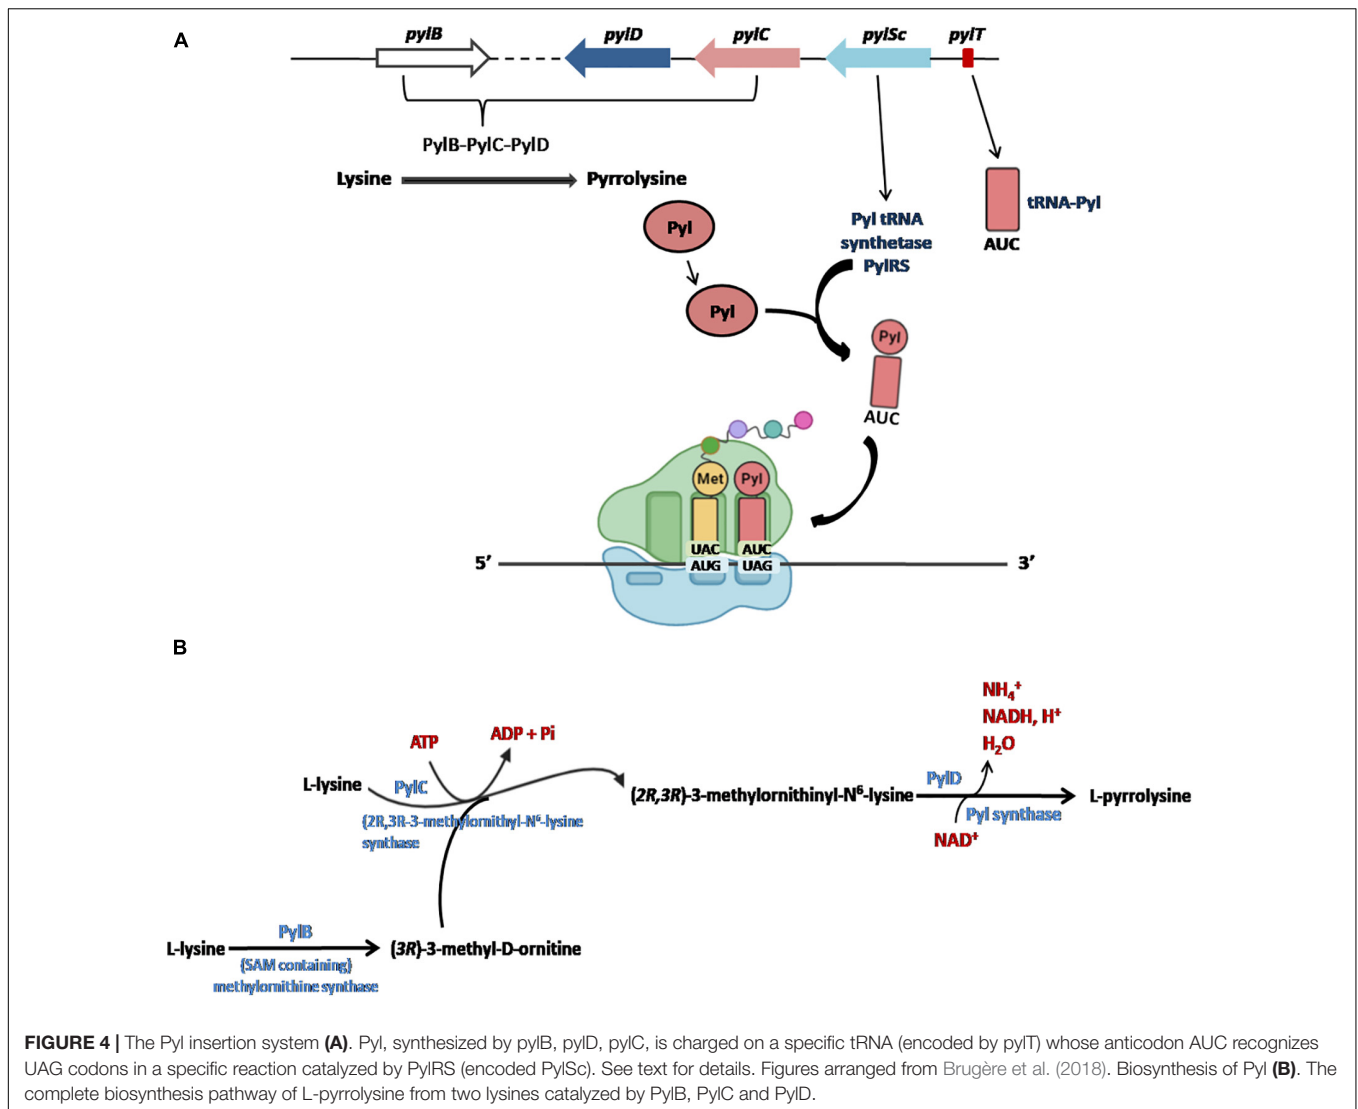 A
pylB pylD pylC pylSc pylT
PylB-PylC-PylD
Lysine Pyrrolysine
Pyl
Pyl tRNA
synthetase
PylRS
tRNA-Pyl
AUC
Pyl
Pyl
AUC
Met Pyl
UAC AUC
AUG UAG
5′ 3′
B
NH₄⁺
NADH, H⁺
H₂O
ATP
ADP + Pi
L-lysine
PylC
(2R,3R-3-methylornithyl-N⁶-lysine
synthase
(2R,3R)-3-methylornithinyl-N⁶-lysine
PylD
Pyl synthase
NAD⁺
L-pyrrolysine
L-lysine
PylB
(SAM containing)
methylornithine synthase
(3R)-3-methyl-D-ornitine
FIGURE 4 | The Pyl insertion system (A). Pyl, synthesized by pylB, pylD, pylC, is charged on a specific tRNA (encoded by pylT) whose anticodon AUC recognizes
UAG codons in a specific reaction catalyzed by PylRS (encoded PylSc). See text for details. Figures arranged from Brugère et al. (2018). Biosynthesis of Pyl (B). The
complete biosynthesis pathway of L-pyrrolysine from two lysines catalyzed by PylB, PylC and PylD.